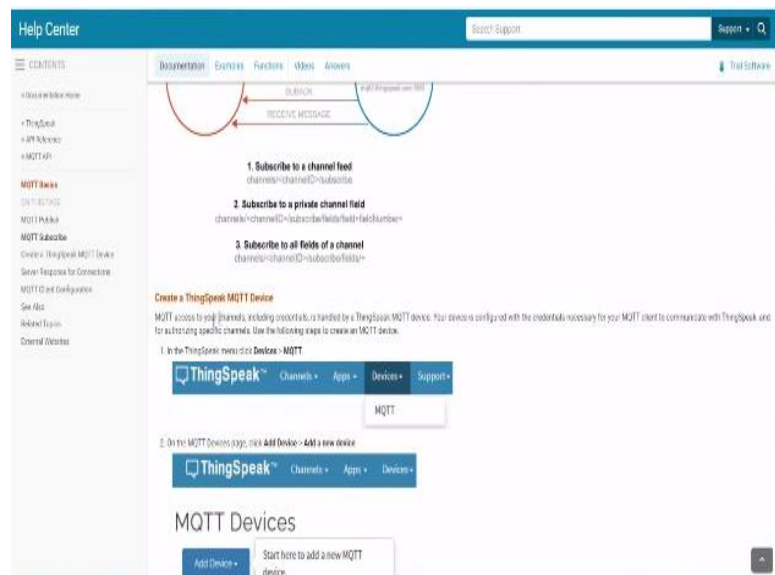 Help Center
Search Support
Support
CONTENTS
Documentation Examples Functions Videos Answers
Trial Software
« Documentation Home
« ThingSpeak
« API Reference
« MQTT API
MQTT Basics
ON THIS PAGE
MQTT Publish
MQTT Subscribe
Create a ThingSpeak MQTT Device
Server Response for Connections
MQTT Client Configuration
See Also
Related Topics
External Websites
SUBACK
RECEIVE MESSAGE
1. Subscribe to a channel feed
channels/<channelID>/subscribe
2. Subscribe to a private channel field
channels/<channelID>/subscribe/fields/field<fieldNumber>
3. Subscribe to all fields of a channel
channels/<channelID>/subscribe/fields/+
Create a ThingSpeak MQTT Device
MQTT access to your channels, including credentials, is handled by a ThingSpeak MQTT device. Your device is configured with the credentials necessary for your MQTT client to communicate with ThingSpeak, and
for authorizing specific channels. Use the following steps to create an MQTT device.
1. In the ThingSpeak menu click Devices > MQTT.
ThingSpeak™ Channels Apps Devices Support
MQTT
2. On the MQTT Devices page, click Add Device > Add a new device
ThingSpeak™ Channels Apps Devices
MQTT Devices
Add Device
Start here to add a new MQTT
device.